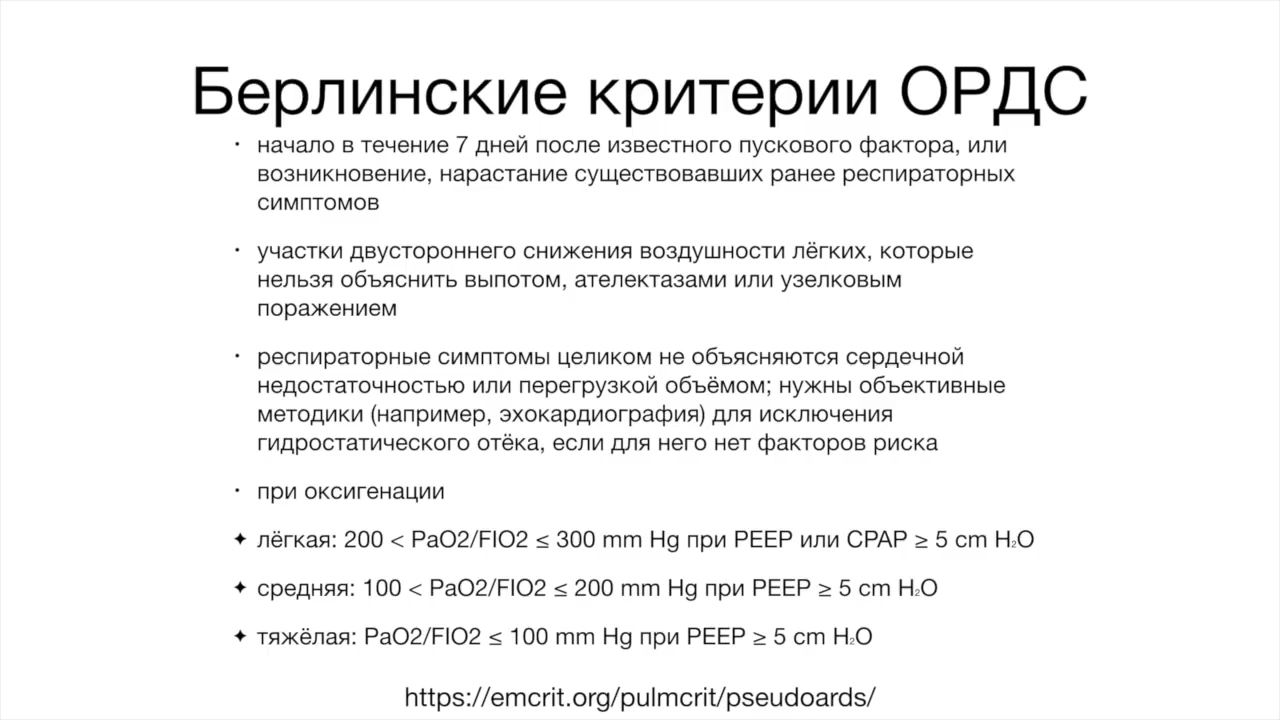 Берлинские критерии ОРДС
· начало в течение 7 дней после известного пускового фактора, или
возникновение, нарастание существовавших ранее респираторных
симптомов
· участки двустороннего снижения воздушности лёгких, которые
нельзя объяснить выпотом, ателектазами или узелковым
поражением
· респираторные симптомы целиком не объясняются сердечной
недостаточностью или перегрузкой объёмом; нужны объективные
методики (например, эхокардиография) для исключения
гидростатического отёка, если для него нет факторов риска
· при оксигенации
✦ лёгкая: 200 < PaO2/FIO2 ≤ 300 mm Hg при PEEP или CPAP ≥ 5 cm H₂O
✦ средняя: 100 < PaO2/FIO2 ≤ 200 mm Hg при PEEP ≥ 5 cm H₂O
✦ тяжёлая: PaO2/FIO2 ≤ 100 mm Hg при PEEP ≥ 5 cm H₂O
https://emcrit.org/pulmcrit/pseudoards/